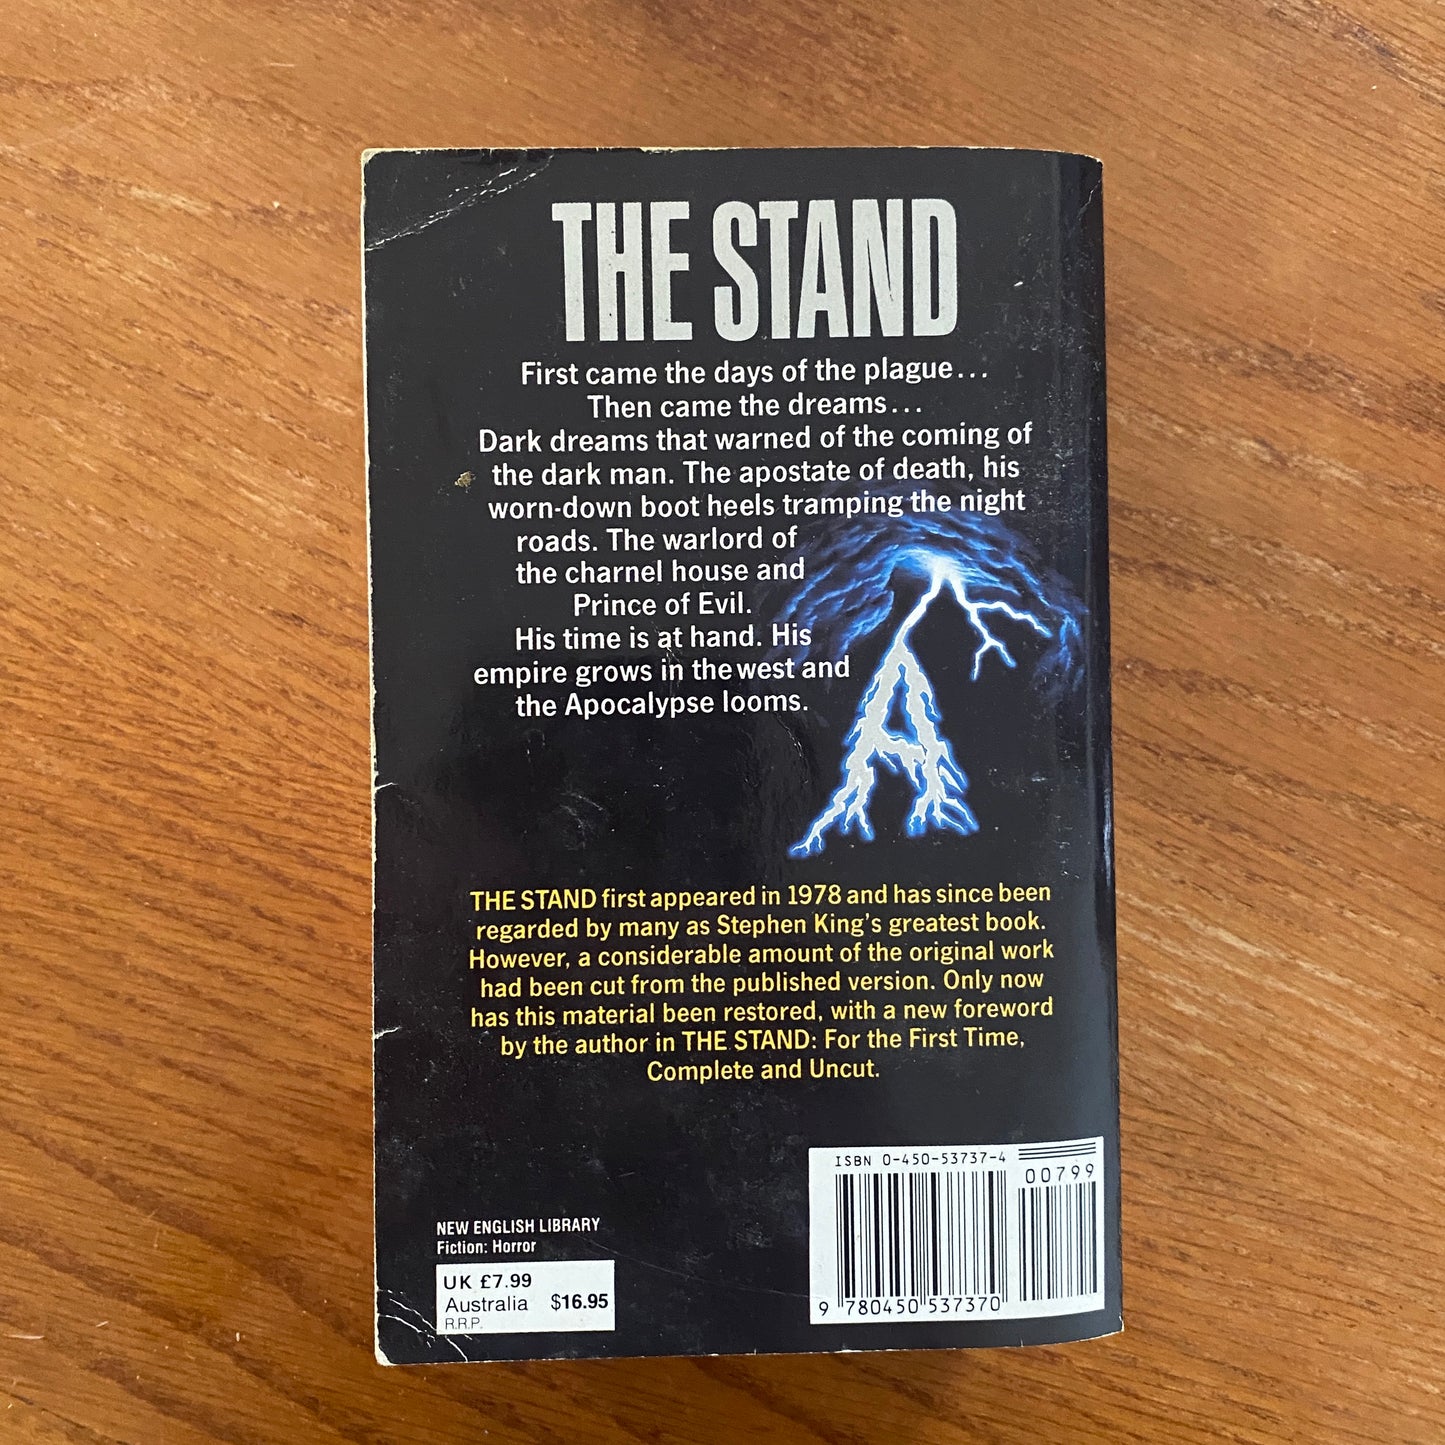 THE STAND
First came the days of the plague...
Then came the dreams...
Dark dreams that warned of the coming of
the dark man. The apostate of death, his
worn-down boot heels tramping the night
roads. The warlord of
the charnel house and
Prince of Evil.
His time is at hand. His
empire grows in the west and
the Apocalypse looms.
A
THE STAND first appeared in 1978 and has since been
regarded by many as Stephen King's greatest book.
However, a considerable amount of the original work
had been cut from the published version. Only now
has this material been restored, with a new foreword
by the author in THE STAND: For the First Time,
Complete and Uncut.
ISBN 0-450-53737-4
00799
9 780450 537370
NEW ENGLISH LIBRARY
Fiction: Horror
UK £7.99
Australia $16.95
R.R.P.